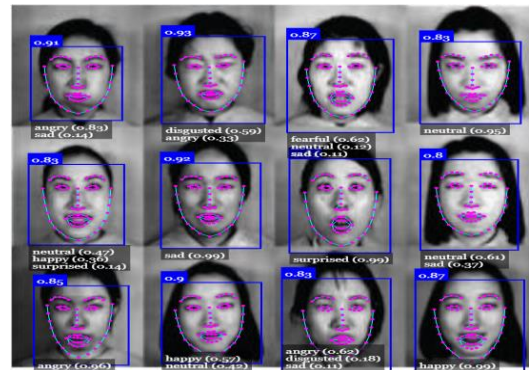 0.91
0.93
0.87
0.83
angry (0.83)
sad (0.14)
disgusted (0.59)
angry (0.33)
fearful (0.62)
neutral (0.12)
sad (0.11)
neutral (0.95)
0.83
0.92
0.91
0.8
neutral (0.47)
happy (0.36)
surprised (0.14)
sad (0.99)
surprised (0.99)
neutral (0.61)
sad (0.37)
0.85
0.9
0.83
0.87
angry (0.96)
happy (0.57)
neutral (0.42)
angry (0.62)
disgusted (0.18)
sad (0.11)
happy (0.99)